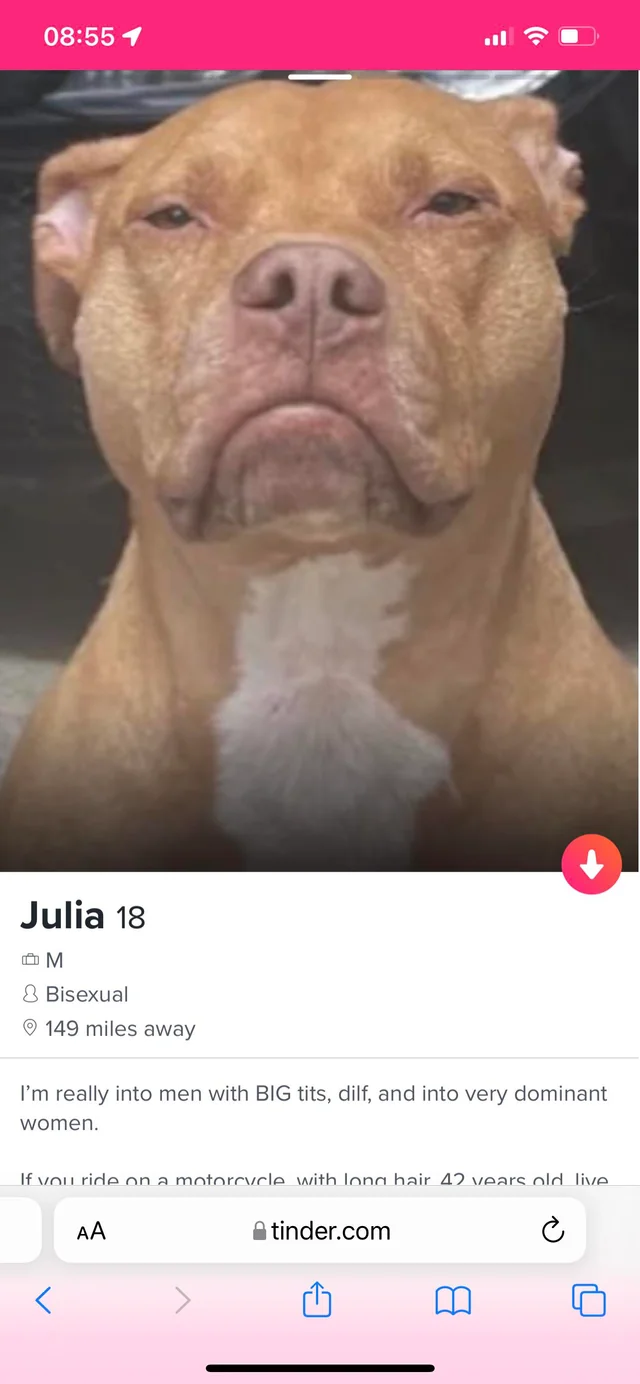 08:55
Julia 18
M
Bisexual
149 miles away
I’m really into men with BIG tits, dilf, and into very dominant
women.
If you ride on a motorcycle, with long hair, 42 years old, live
AA
tinder.com